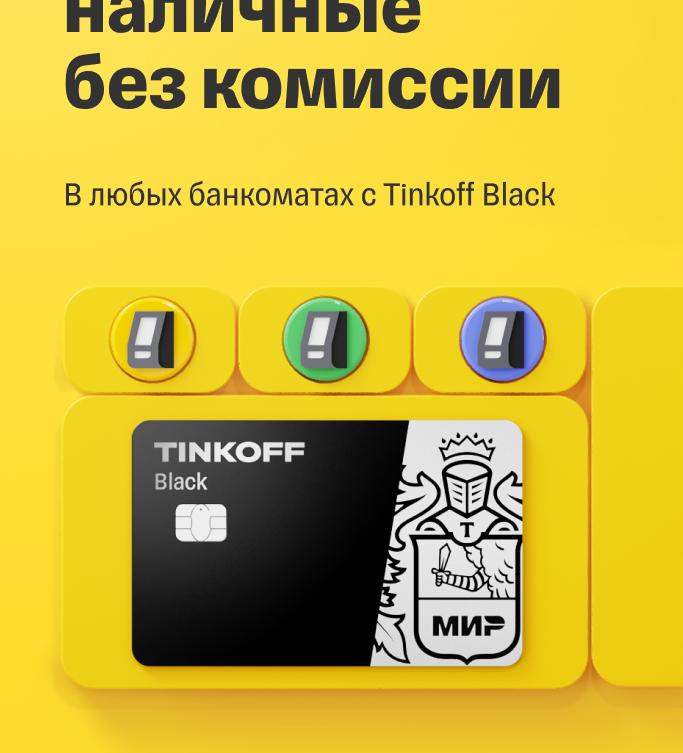 наличные
без комиссии
В любых банкоматах с Tinkoff Black
TINKOFF
Black
T
МИР